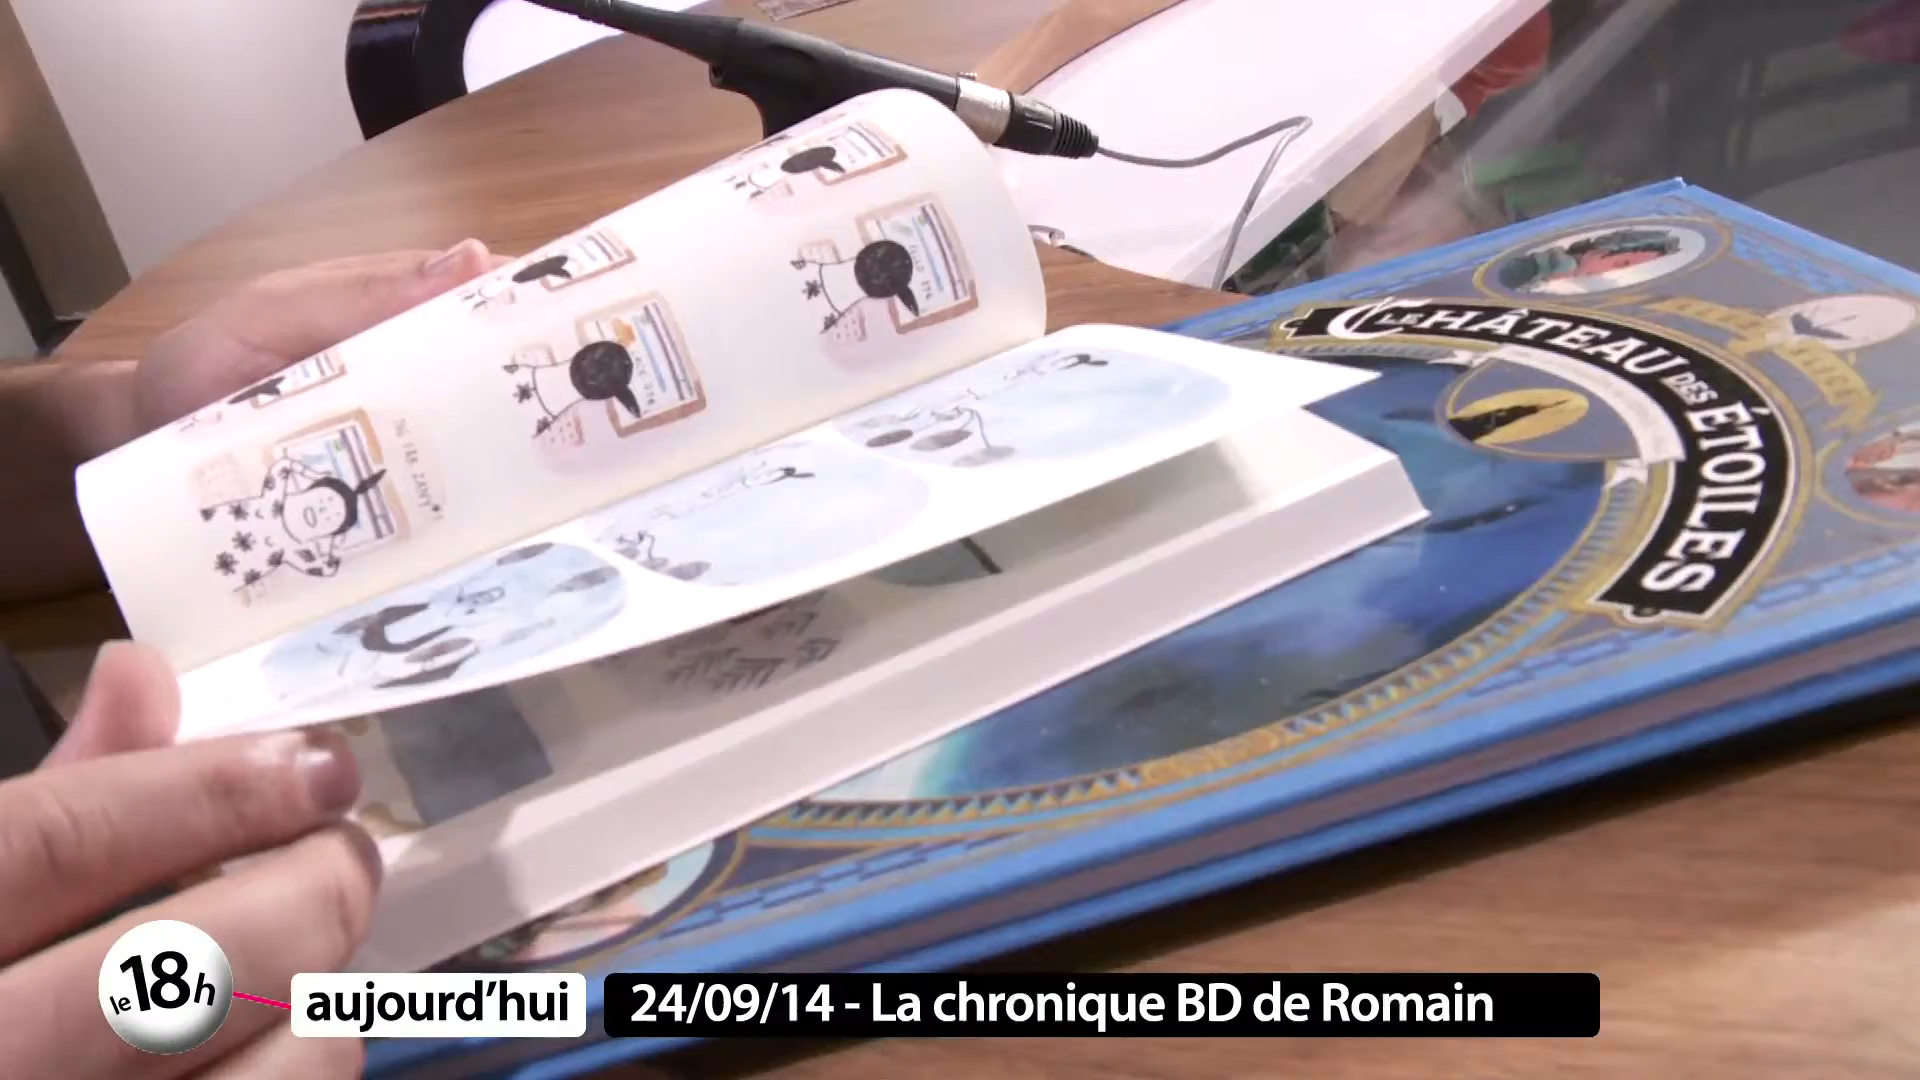 LE CHÂTEAU DES ÉTOILES
le 18h
aujourd'hui
24/09/14 - La chronique BD de Romain